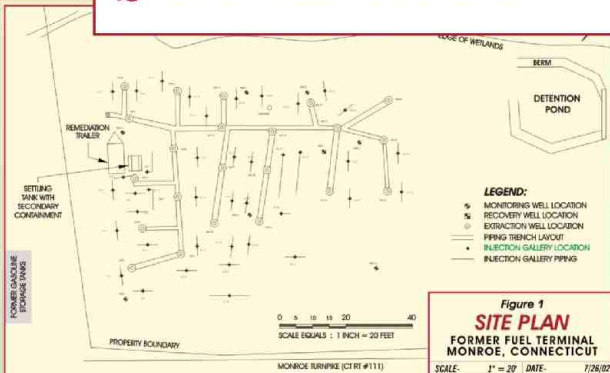 EDGE OF WETLANDS
BERM
DETENTION
POND
REMEDIATION
TRAILER
SETTLING
TANK WITH
SECONDARY
CONTAINMENT
FORMER GASOLINE
STORAGE TANKS
LEGEND:
MONITORING WELL LOCATION
RECOVERY WELL LOCATION
EXTRACTION WELL LOCATION
PIPING TRENCH LAYOUT
INJECTION GALLERY LOCATION
INJECTION GALLERY PIPING
0 5 10 15 20 40
SCALE EQUALS : 1 INCH = 20 FEET
PROPERTY BOUNDARY
MONROE TURNPIKE (CT RT #111)
Figure 1
SITE PLAN
FORMER FUEL TERMINAL
MONROE, CONNECTICUT
SCALE- 1" = 20' DATE- 7/26/02